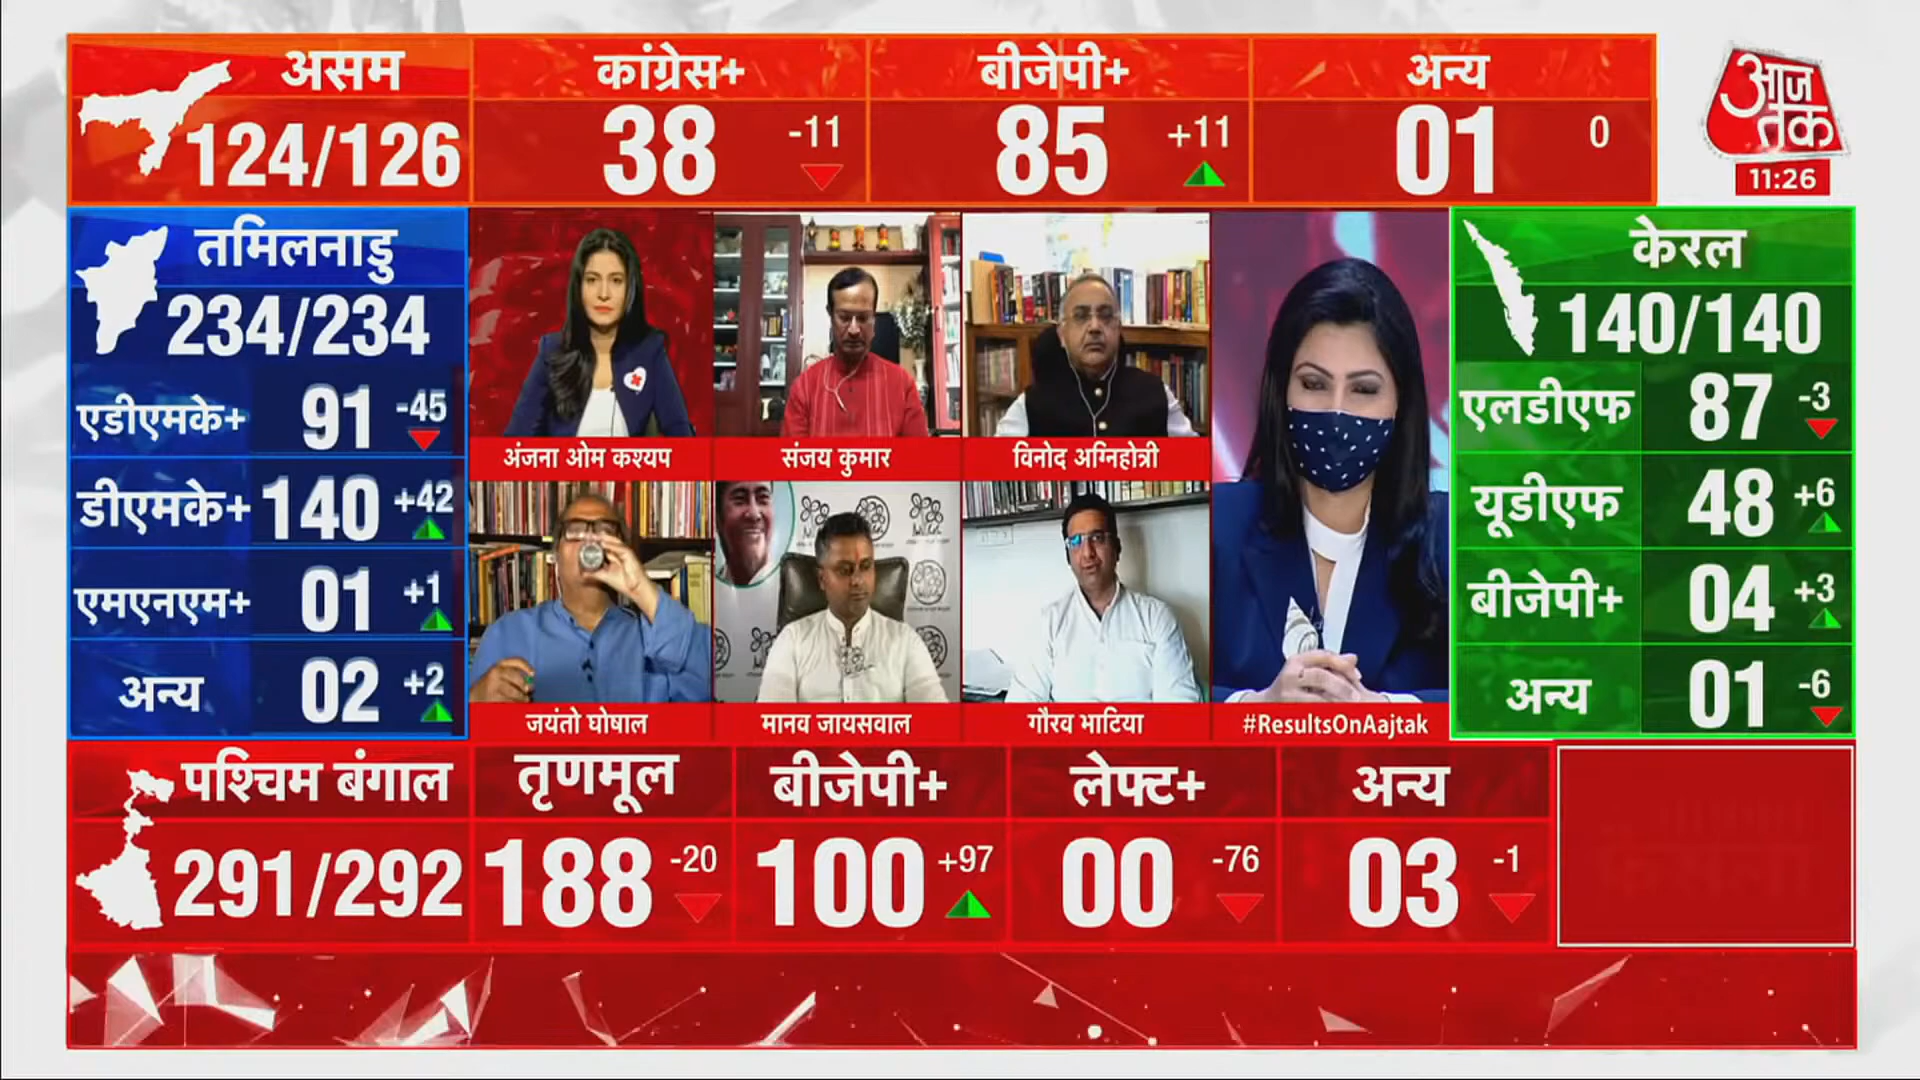 असम
124/126
कांग्रेस+
38
-11
बीजेपी+
85
+11
अन्य
01
0
आज
तक
11:26
तमिलनाडु
234/234
एडीएमके+ 91 -45
डीएमके+ 140 +42
एमएनएम+ 01 +1
अन्य 02 +2
अंजना ओम कश्यप
संजय कुमार
विनोद अग्निहोत्री
जयंतो घोषाल
मानव जायसवाल
गौरव भाटिया
#ResultsOnAajtak
केरल
140/140
एलडीएफ 87 -3
यूडीएफ 48 +6
बीजेपी+ 04 +3
अन्य 01 -6
पश्चिम बंगाल
291/292
तृणमूल
188
-20
बीजेपी+
100
+97
लेफ्ट+
00
-76
अन्य
03
-1